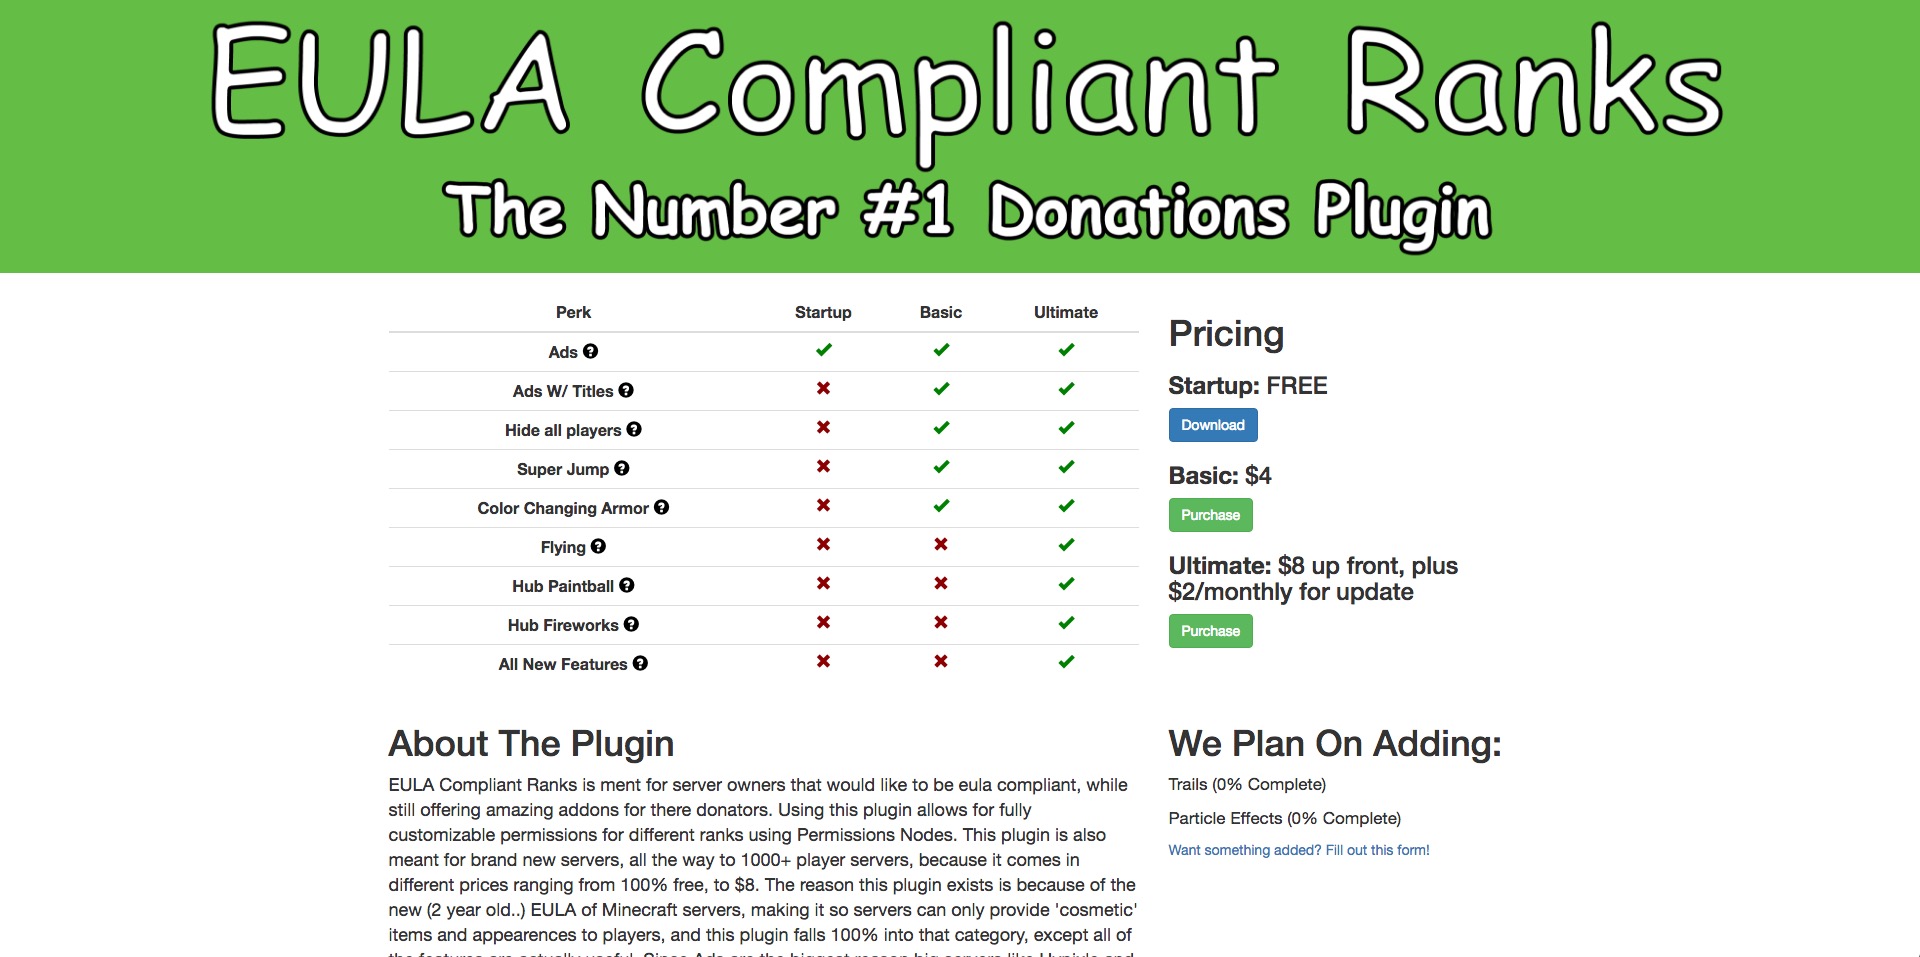 EULA Compliant Ranks
The Number #1 Donations Plugin
Perk Startup Basic Ultimate
Ads
Ads W/ Titles
Hide all players
Super Jump
Color Changing Armor
Flying
Hub Paintball
Hub Fireworks
All New Features
Pricing
Startup: FREE
Download
Basic: $4
Purchase
Ultimate: $8 up front, plus
$2/monthly for update
Purchase
About The Plugin
EULA Compliant Ranks is ment for server owners that would like to be eula compliant, while
still offering amazing addons for there donators. Using this plugin allows for fully
customizable permissions for different ranks using Permissions Nodes. This plugin is also
meant for brand new servers, all the way to 1000+ player servers, because it comes in
different prices ranging from 100% free, to $8. The reason this plugin exists is because of the
new (2 year old..) EULA of Minecraft servers, making it so servers can only provide 'cosmetic'
items and appearences to players, and this plugin falls 100% into that category, except all of
We Plan On Adding:
Trails (0% Complete)
Particle Effects (0% Complete)
Want something added? Fill out this form!